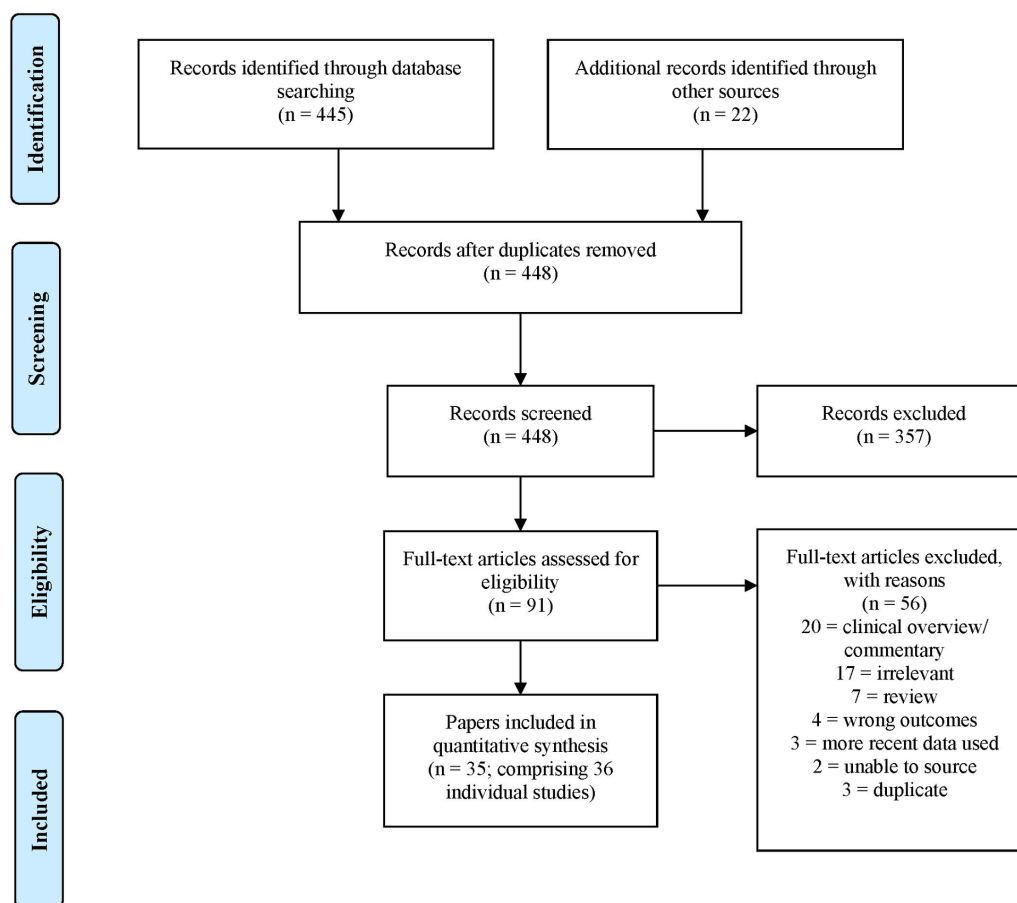 Identification
Records identified through database
searching
(n = 445)
Additional records identified through
other sources
(n = 22)
Screening
Records after duplicates removed
(n = 448)
Records screened
(n = 448)
Records excluded
(n = 357)
Eligibility
Full-text articles assessed for
eligibility
(n = 91)
Full-text articles excluded,
with reasons
(n = 56)
20 = clinical overview/
commentary
17 = irrelevant
7 = review
4 = wrong outcomes
3 = more recent data used
2 = unable to source
3 = duplicate
Included
Papers included in
quantitative synthesis
(n = 35; comprising 36
individual studies)